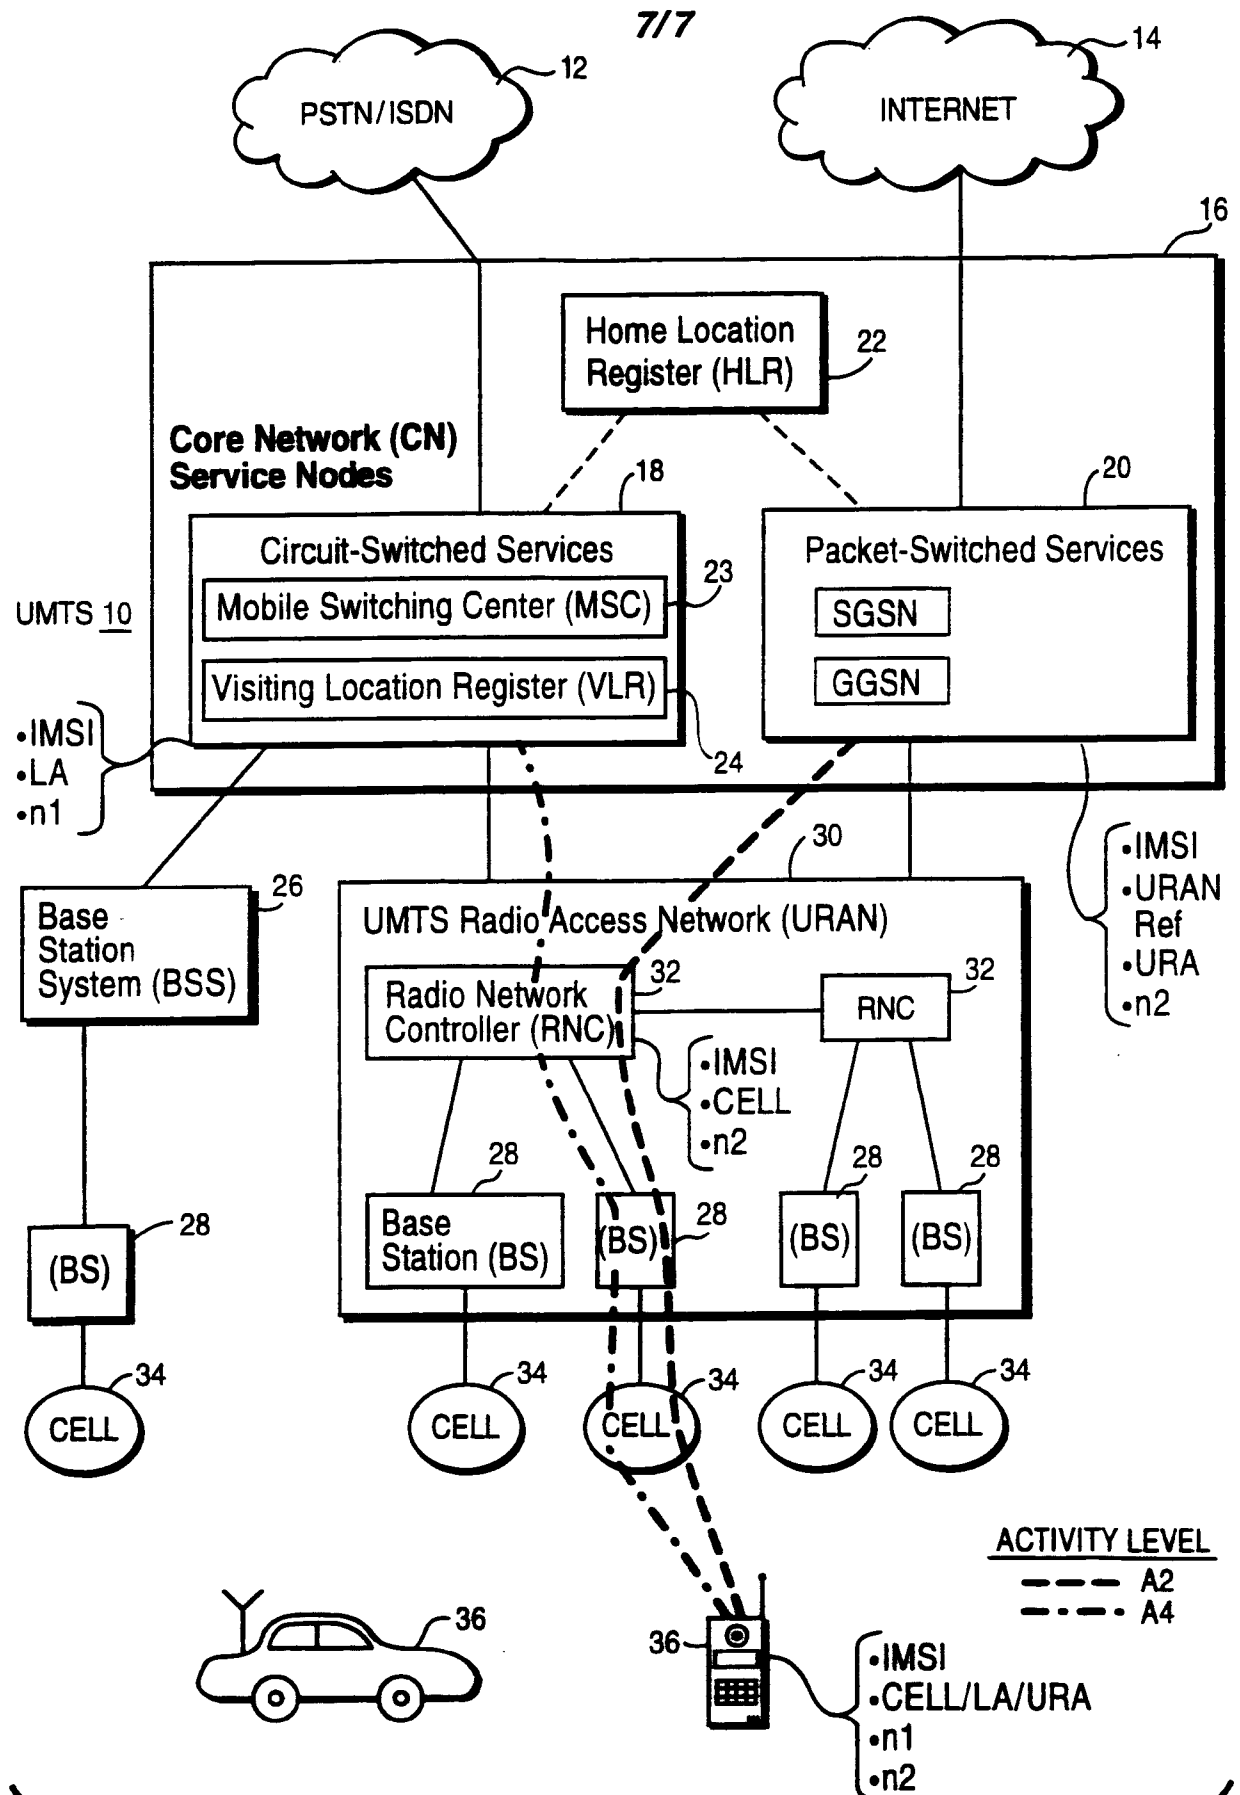 7/7
12
14
PSTN/ISDN
INTERNET
16
Home Location
Register (HLR)
22
Core Network (CN)
Service Nodes
18
20
Circuit-Switched Services
Packet-Switched Services
Mobile Switching Center (MSC)
23
SGSN
UMTS 10
Visiting Location Register (VLR)
GGSN
24
•IMSI
•LA
•n1
30
•IMSI
•URAN
Ref
•URA
•n2
26
Base
Station
System (BSS)
UMTS Radio Access Network (URAN)
32
32
Radio Network
Controller (RNC)
RNC
•IMSI
•CELL
•n2
28
28
28
28
28
(BS)
Base
Station (BS)
(BS)
(BS)
(BS)
34
34
34
34
34
CELL
CELL
CELL
CELL
CELL
ACTIVITY LEVEL
A2
A4
36
36
•IMSI
•CELL/LA/URA
•n1
•n2